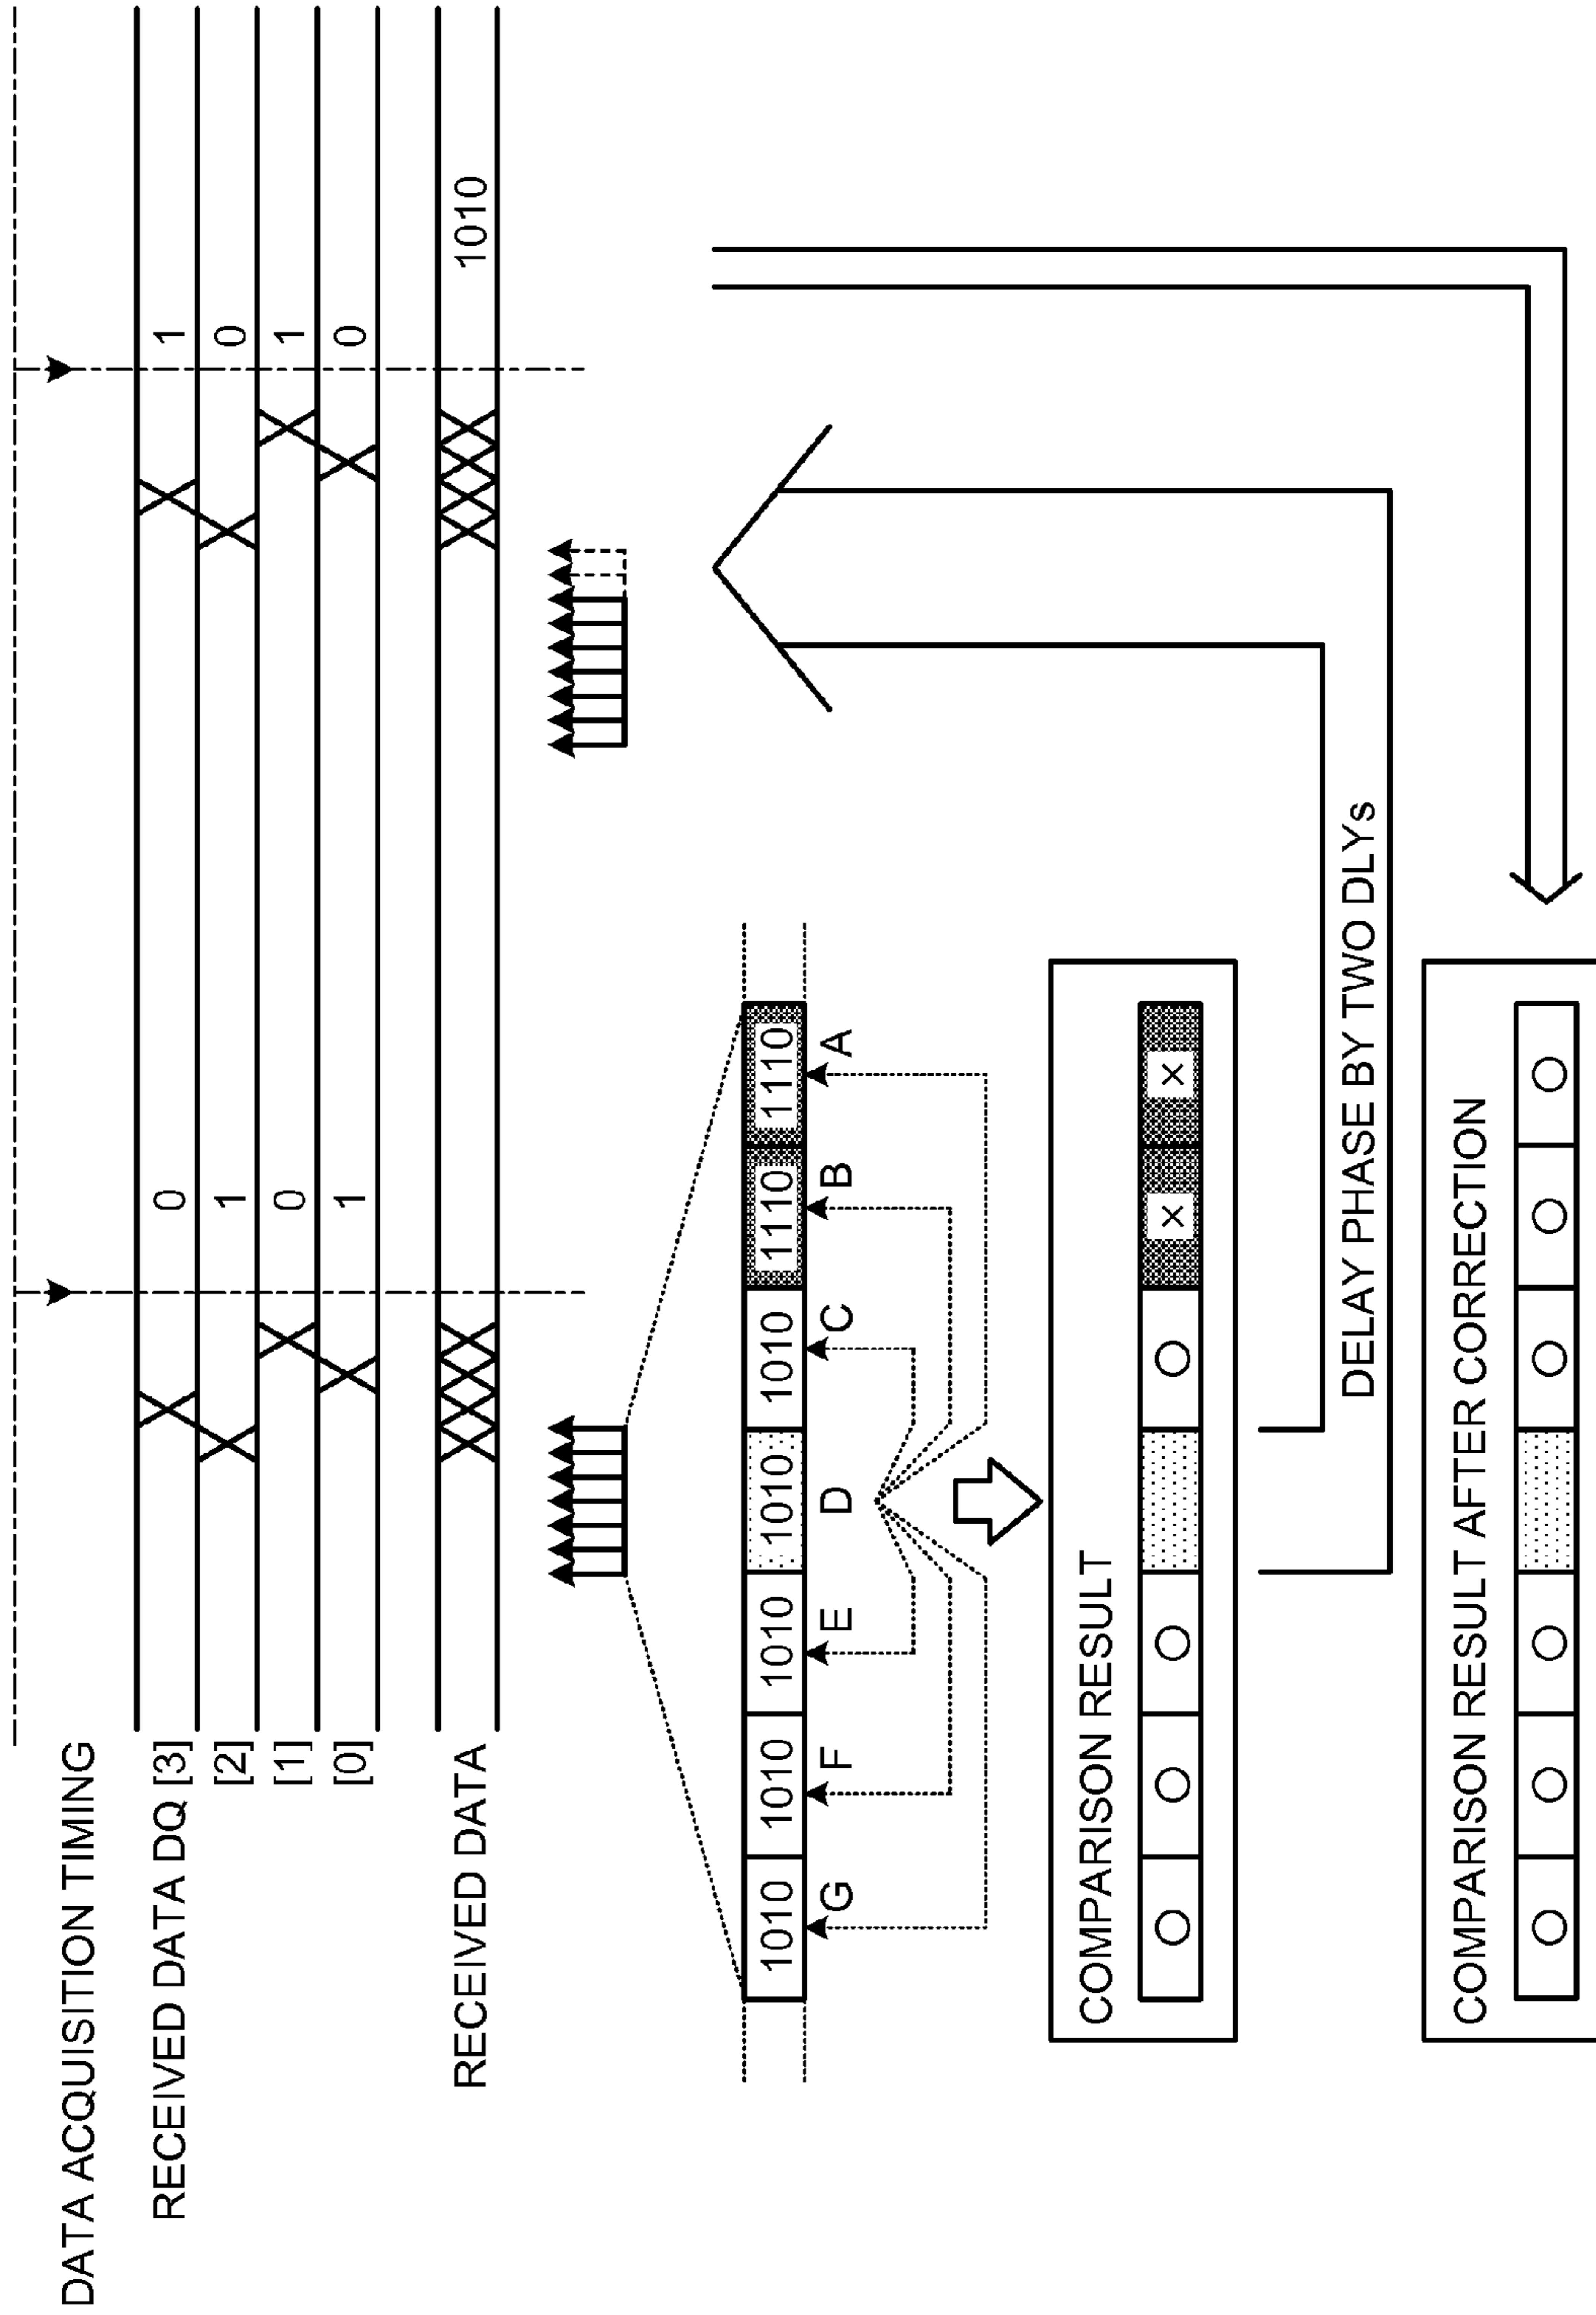 DATA ACQUISITION TIMING
RECEIVED DATA DQ [3] 0 1
[2] 1 0
[1] 0 1
[0] 1 0
RECEIVED DATA 1010
1010 1010 1010 1010 1010 1110 1110
G F E D C B A
COMPARISON RESULT
○ ○ ○ ○ × ×
DELAY PHASE BY TWO DLYs
COMPARISON RESULT AFTER CORRECTION
○ ○ ○ ○ ○ ○